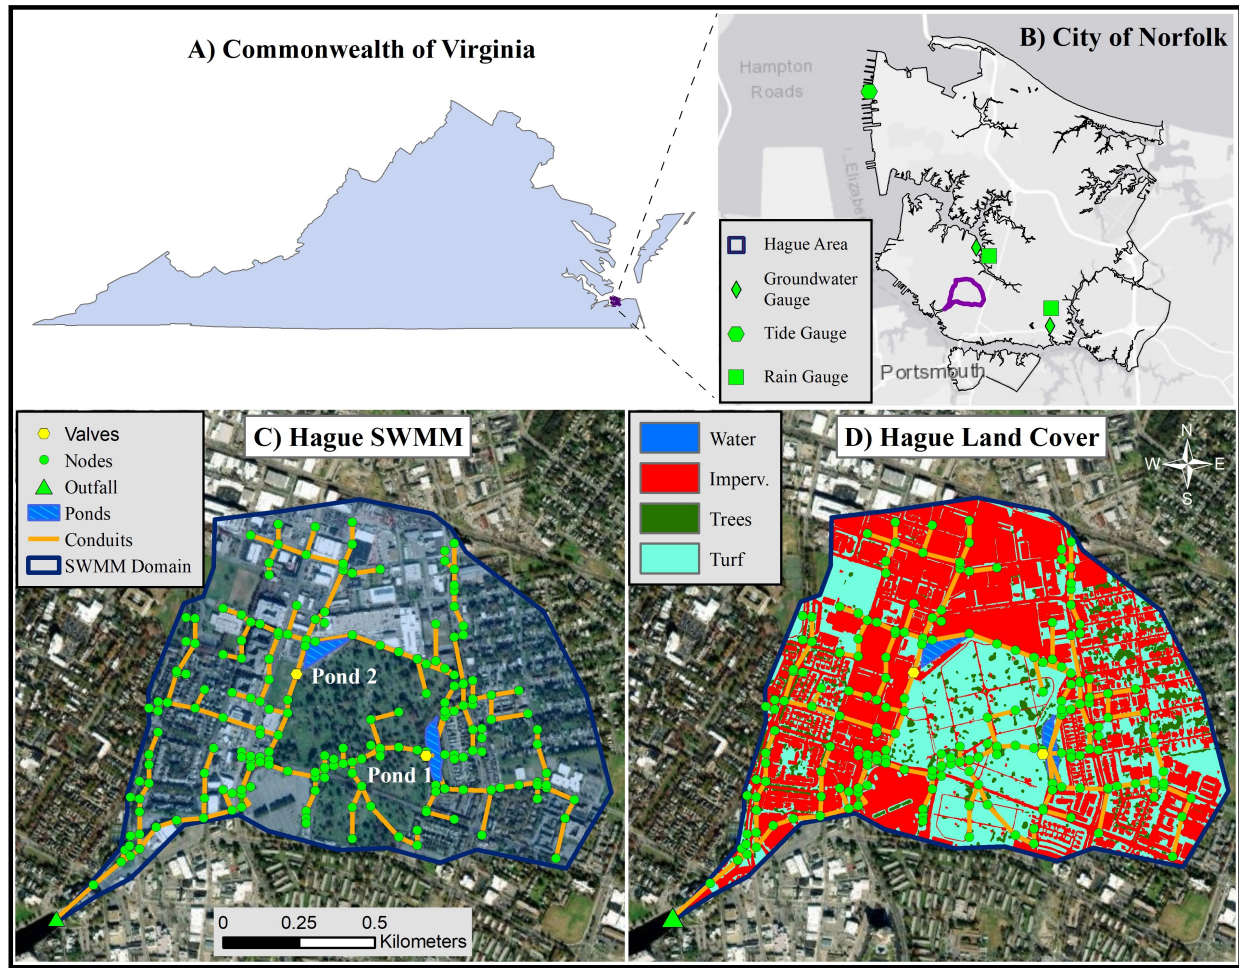 A) Commonwealth of Virginia
B) City of Norfolk
Hampton
Roads
Hague Area
Groundwater
Gauge
Tide Gauge
Rain Gauge
Portsmouth
Valves
Nodes
Outfall
Ponds
Conduits
SWMM Domain
C) Hague SWMM
Pond 2
Pond 1
0 0.25 0.5
Kilometers
Water
Imperv.
Trees
Turf
D) Hague Land Cover
N
W E
S